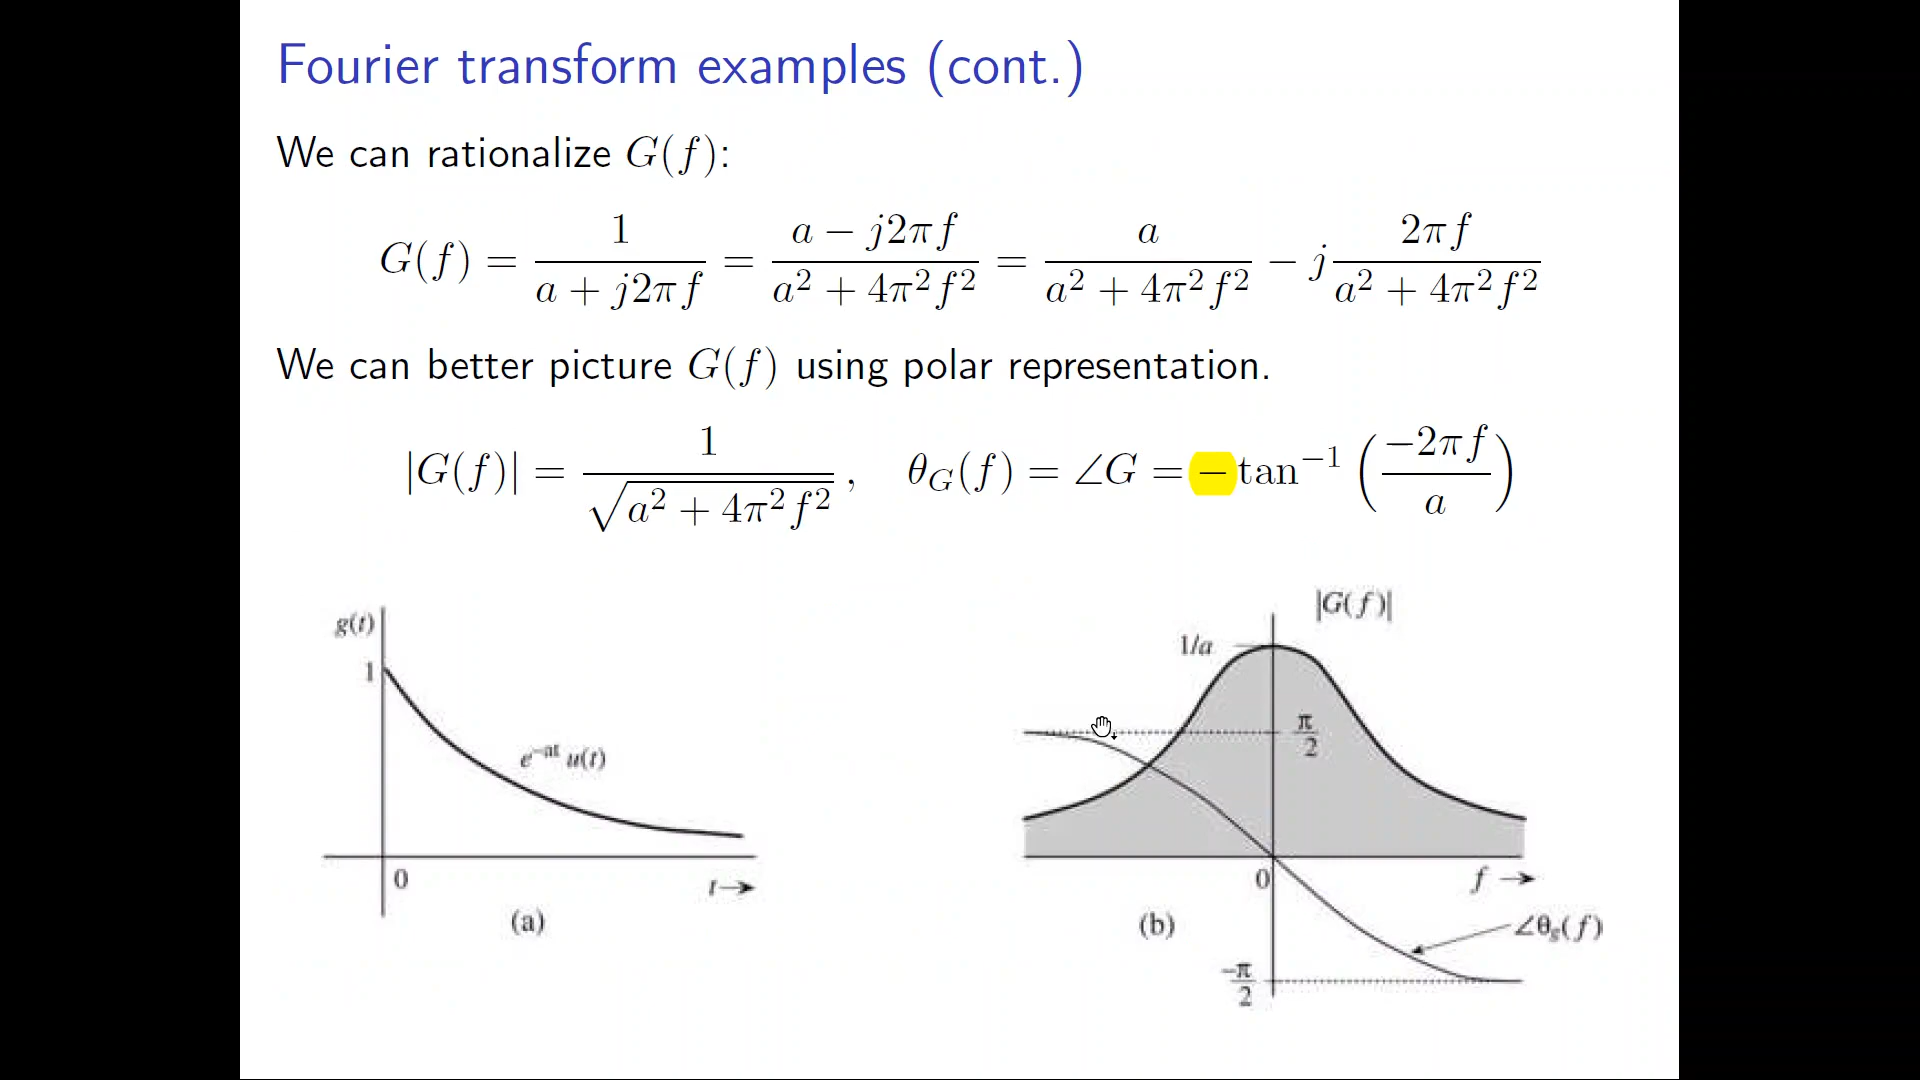 Fourier transform examples (cont.)
We can rationalize G(f):
G(f) = 1/(a + j2πf) = (a − j2πf)/(a² + 4π²f²) = a/(a² + 4π²f²) − j 2πf/(a² + 4π²f²)
We can better picture G(f) using polar representation.
|G(f)| = 1/√(a² + 4π²f²) , θ_G(f) = ∠G = −tan⁻¹(−2πf/a)
g(t)
1
e^−at u(t)
0
t→
(a)
|G(f)|
1/a
π/2
0
f →
(b)
∠θ_g(f)
−π/2